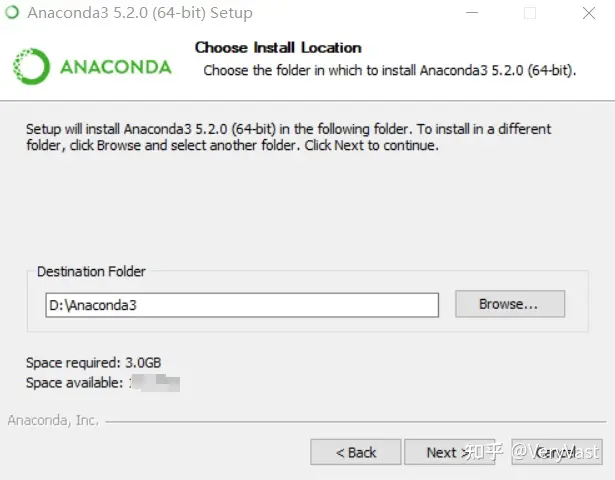 Anaconda3 5.2.0 (64-bit) Setup
Choose Install Location
Choose the folder in which to install Anaconda3 5.2.0 (64-bit).
ANACONDA
Setup will install Anaconda3 5.2.0 (64-bit) in the following folder. To install in a different
folder, click Browse and select another folder. Click Next to continue.
Destination Folder
D:\Anaconda3
Browse...
Space required: 3.0GB
Space available:
Anaconda, Inc.
< Back
Next >
Cancel
知乎 @VeryVast